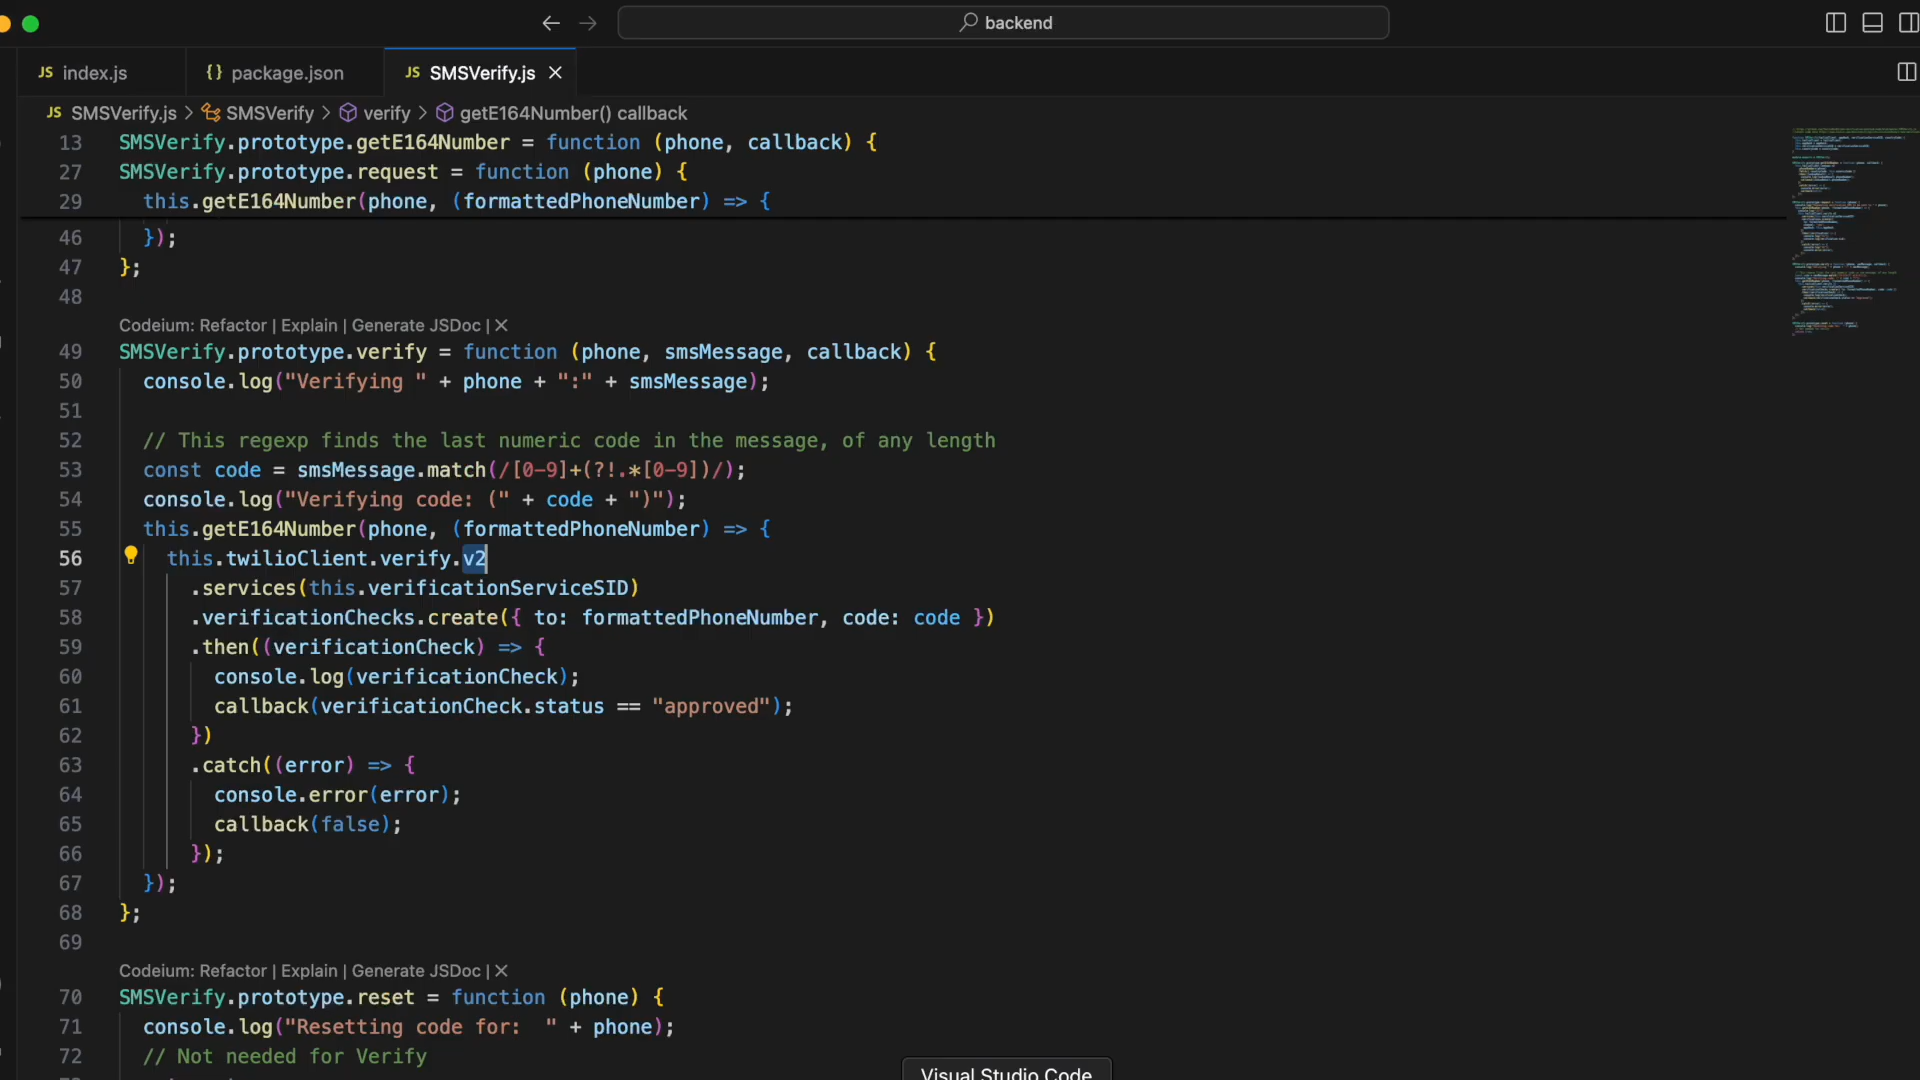 backend
JS index.js
{} package.json
JS SMSVerify.js ×
JS SMSVerify.js > SMSVerify > verify > getE164Number() callback
13 SMSVerify.prototype.getE164Number = function (phone, callback) {
27 SMSVerify.prototype.request = function (phone) {
29 this.getE164Number(phone, (formattedPhoneNumber) => {
46 });
47 };
48
Codeium: Refactor | Explain | Generate JSDoc | ×
49 SMSVerify.prototype.verify = function (phone, smsMessage, callback) {
50 console.log("Verifying " + phone + ":" + smsMessage);
51
52 // This regexp finds the last numeric code in the message, of any length
53 const code = smsMessage.match(/[0-9]+(?!.*[0-9])/);
54 console.log("Verifying code: (" + code + ")");
55 this.getE164Number(phone, (formattedPhoneNumber) => {
56 this.twilioClient.verify.v2
57 .services(this.verificationServiceSID)
58 .verificationChecks.create({ to: formattedPhoneNumber, code: code })
59 .then((verificationCheck) => {
60 console.log(verificationCheck);
61 callback(verificationCheck.status == "approved");
62 })
63 .catch((error) => {
64 console.error(error);
65 callback(false);
66 });
67 });
68 };
69
Codeium: Refactor | Explain | Generate JSDoc | ×
70 SMSVerify.prototype.reset = function (phone) {
71 console.log("Resetting code for:  " + phone);
72 // Not needed for Verify
Visual Studio Code